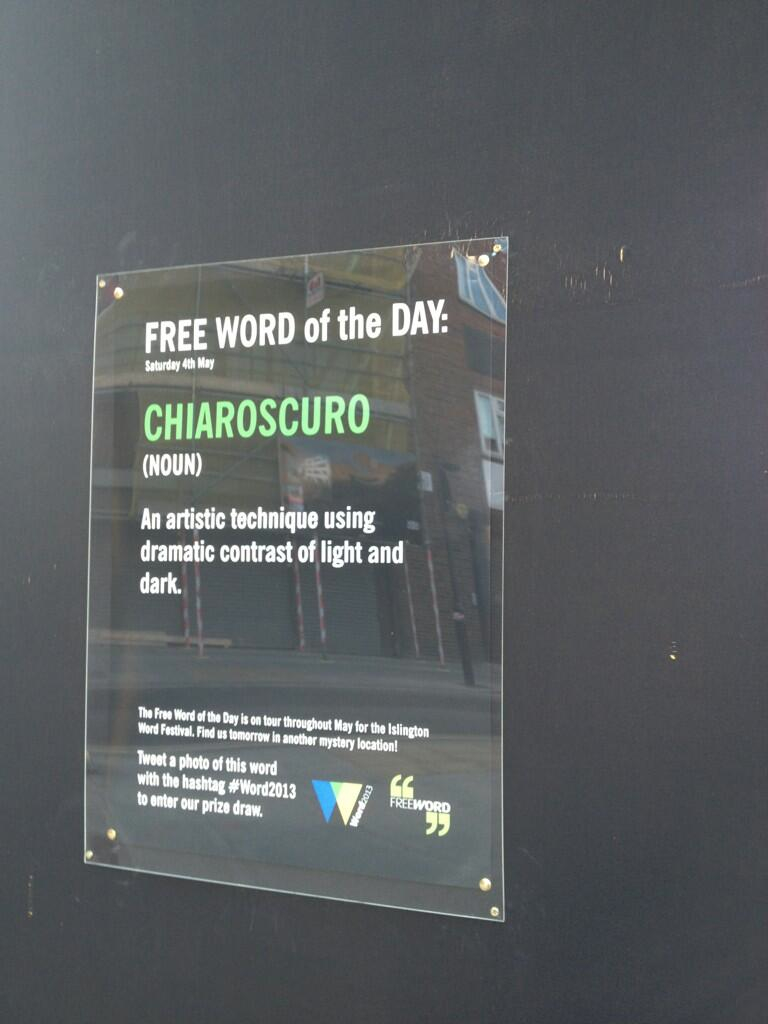 FREE WORD of the DAY:
Saturday 4th May
CHIAROSCURO
(NOUN)
An artistic technique using
dramatic contrast of light and
dark.
The Free Word of the Day is on tour throughout May for the Islington
Word Festival. Find us tomorrow in another mystery location!
Tweet a photo of this word
with the hashtag #Word2013
to enter our prize draw.
Word2013
FREEWORD